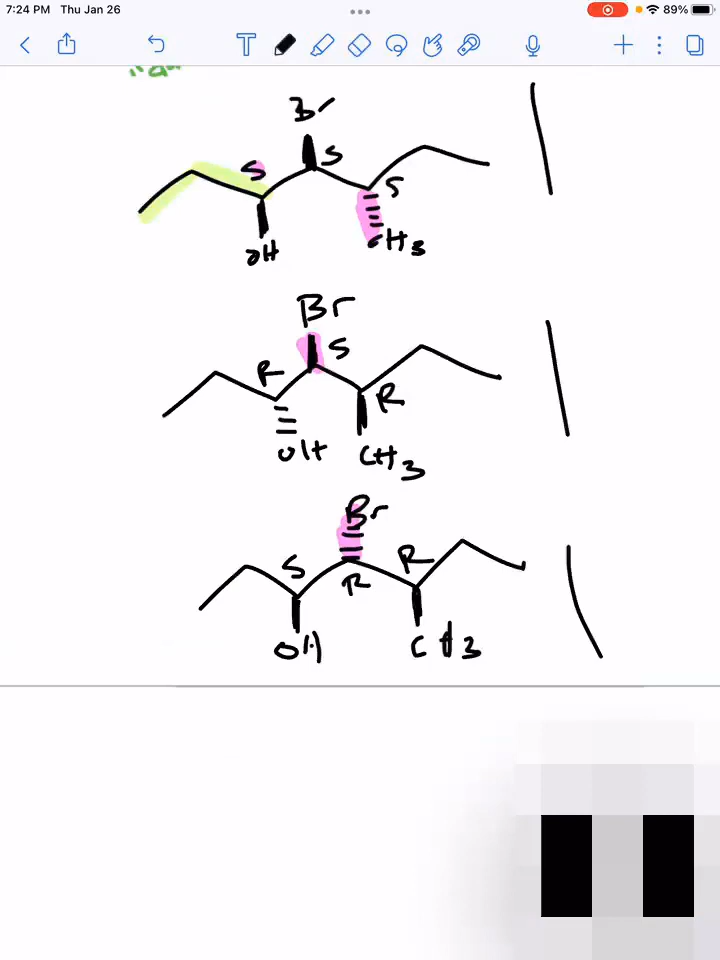 7:24 PM Thu Jan 26 89%
T
Br
S S S
OH CH3
Br
R S R
OH CH3
Br
S R R
OH CH3